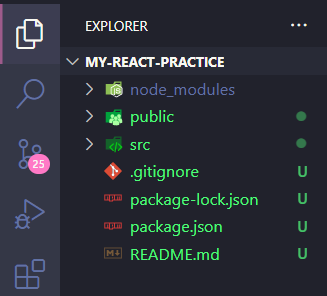 EXPLORER ...
MY-REACT-PRACTICE
node_modules
public
src
.gitignore U
package-lock.json U
package.json U
README.md U
25